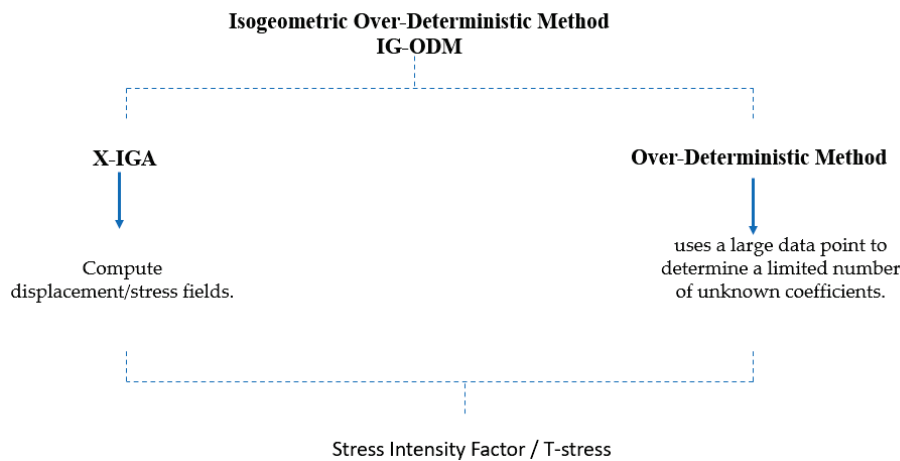 Isogeometric Over-Deterministic Method
IG-ODM
X-IGA
Over-Deterministic Method
Compute
displacement/stress fields.
uses a large data point to
determine a limited number
of unknown coefficients.
Stress Intensity Factor / T-stress